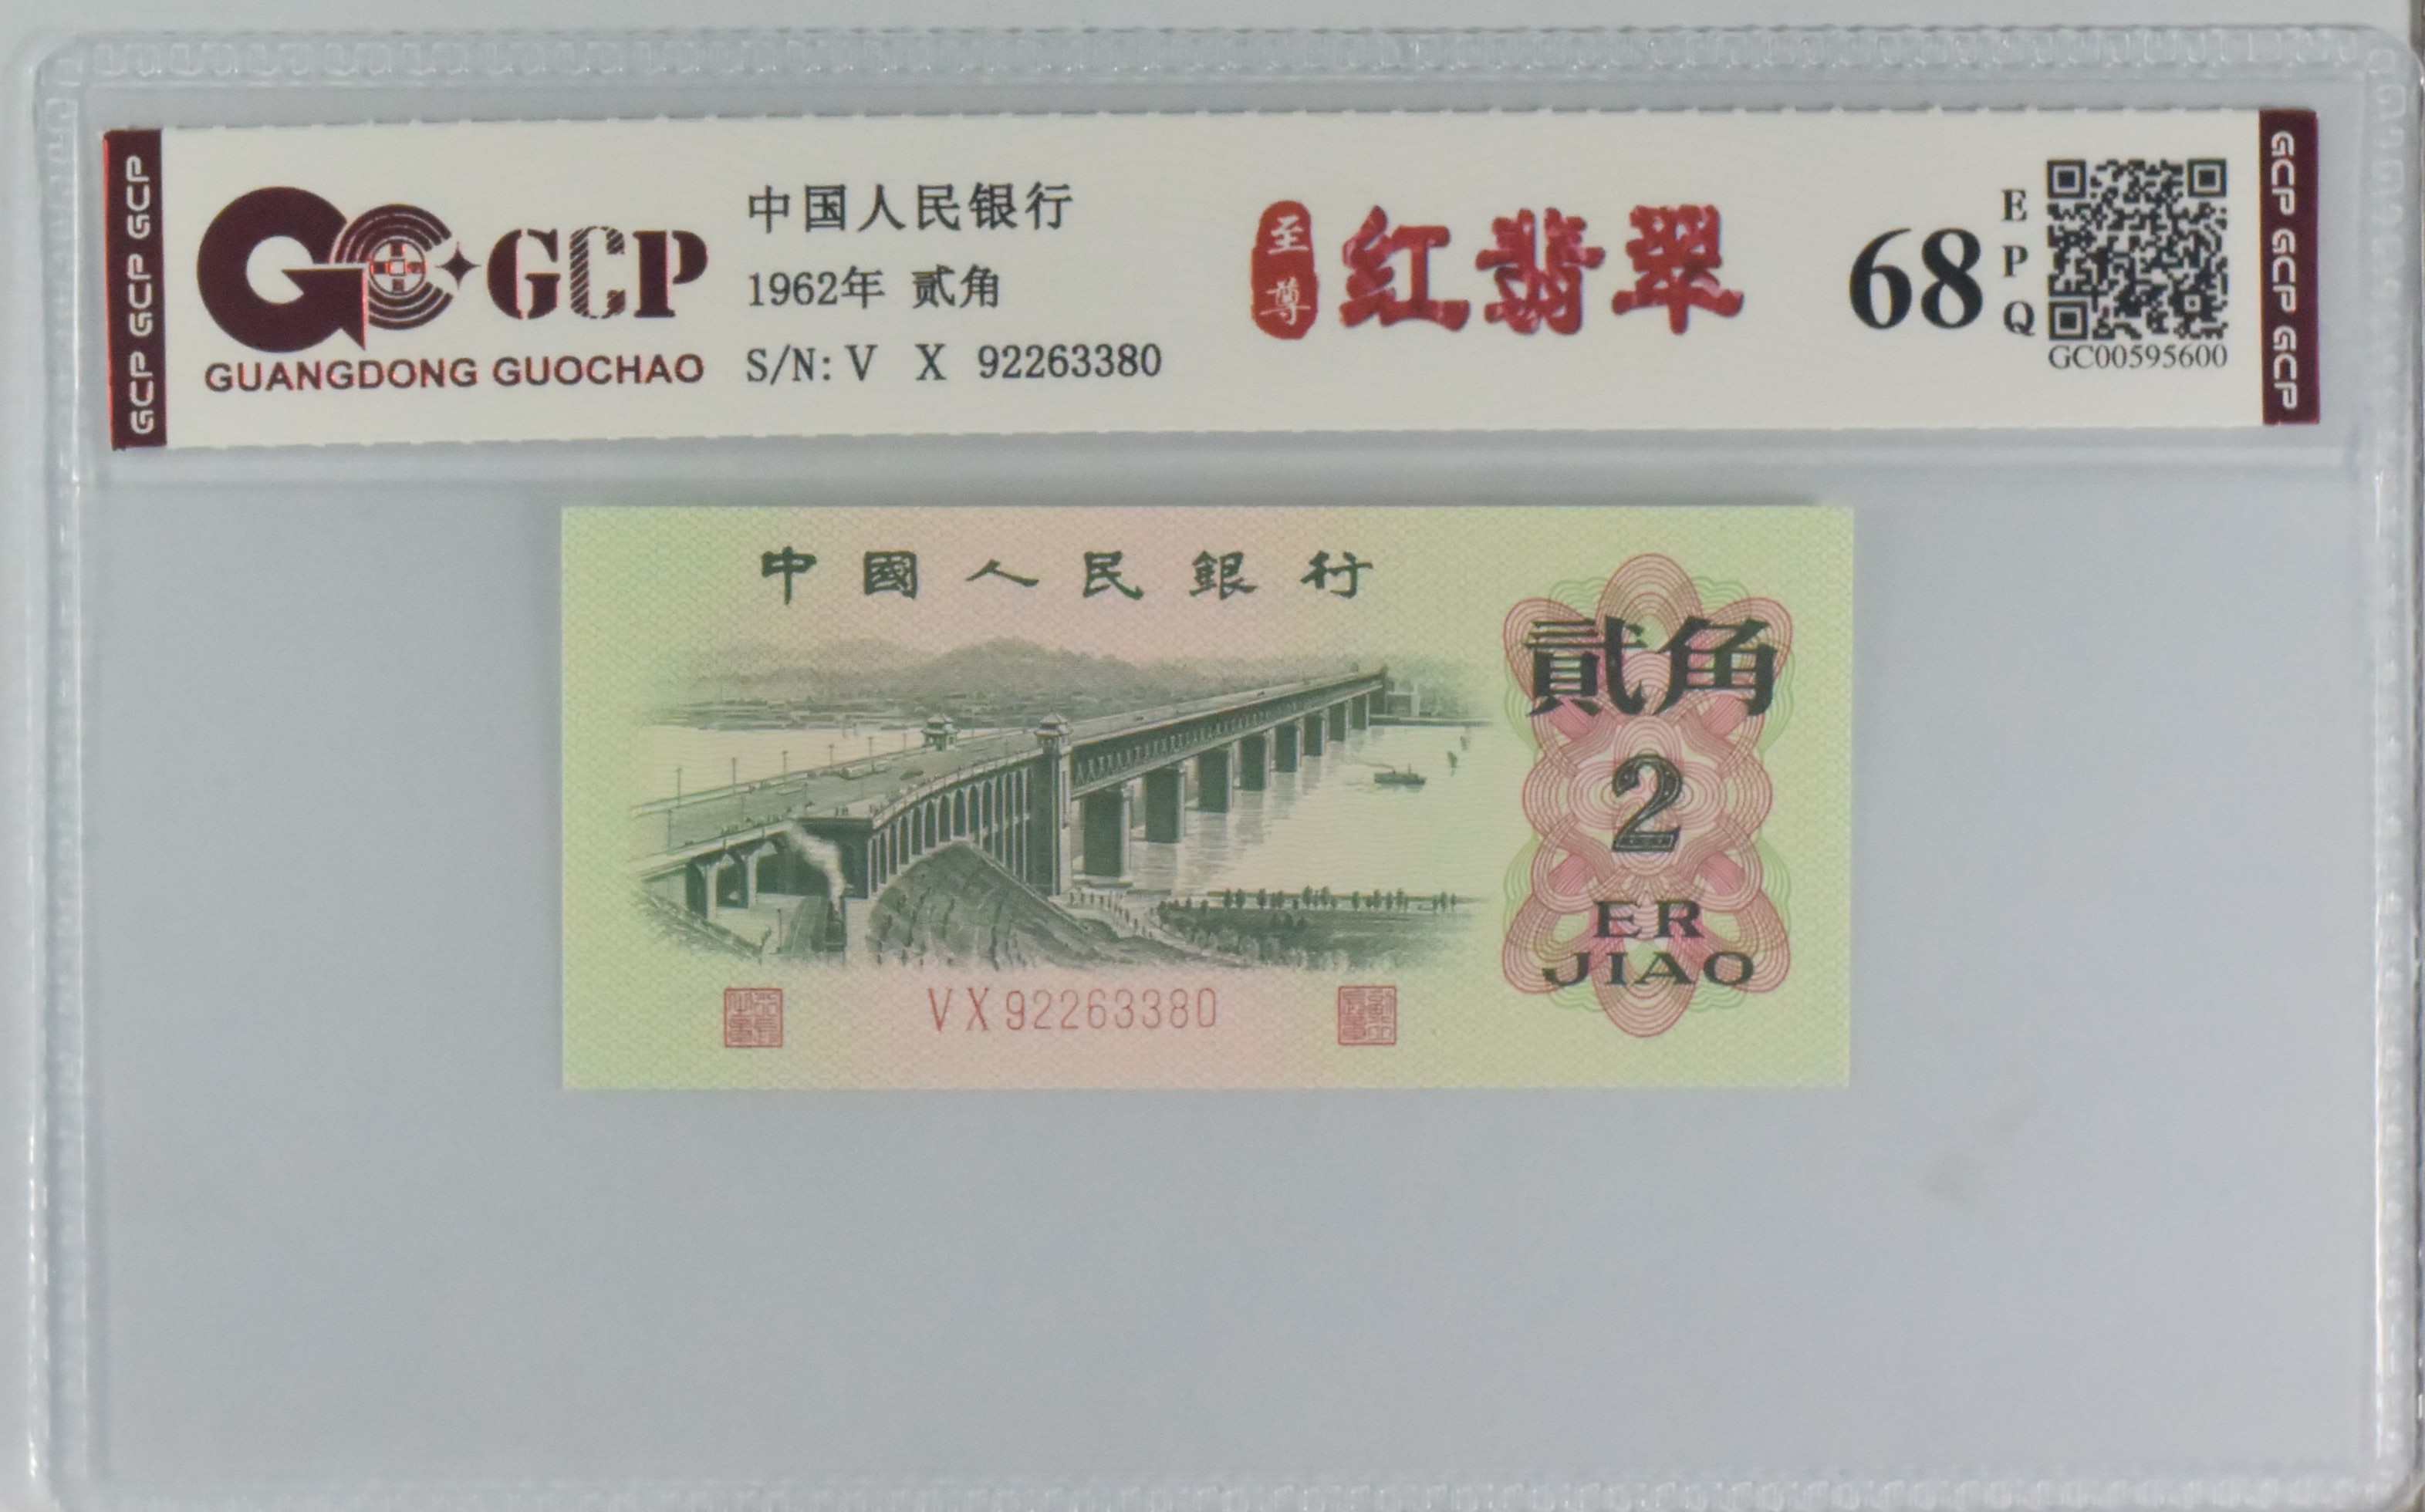 GCP GCP GCP
GCP
GUANGDONG GUOCHAO
中国人民银行
1962年 贰角
S/N: V X 92263380
至尊
红翡翠
68
EPQ
GC00595600
GCP GCP GCP
中國人民銀行
貳角
2
ER
JIAO
VX92263380